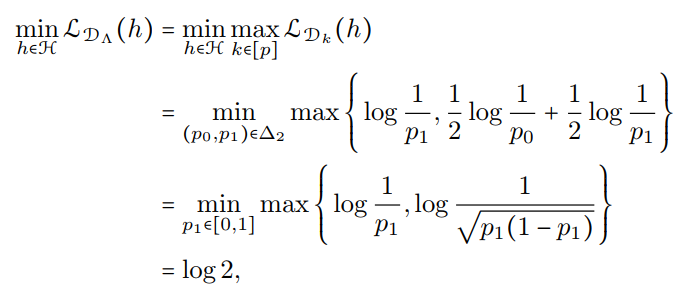 min_{h∈ℋ} ℒ_{𝒟_Λ}(h) = min_{h∈ℋ} max_{k∈[p]} ℒ_{𝒟_k}(h)
= min_{(p_0,p_1)∈Δ_2} max { log 1/p_1, 1/2 log 1/p_0 + 1/2 log 1/p_1 }
= min_{p_1∈[0,1]} max { log 1/p_1, log 1/√(p_1(1 − p_1)) }
= log 2,